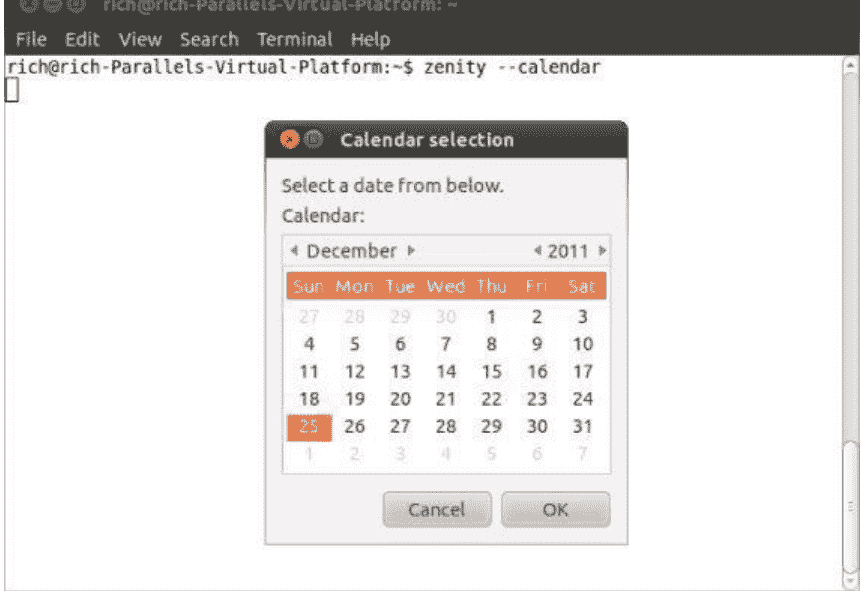 rich@rich-Parallels-Virtual-Platform: ~
File Edit View Search Terminal Help
rich@rich-Parallels-Virtual-Platform:~$ zenity --calendar
Calendar selection
Select a date from below.
Calendar:
December 2011
Sun Mon Tue Wed Thu Fri Sat
27 28 29 30 1 2 3
4 5 6 7 8 9 10
11 12 13 14 15 16 17
18 19 20 21 22 23 24
25 26 27 28 29 30 31
1 2 3 4 5 6 7
Cancel OK